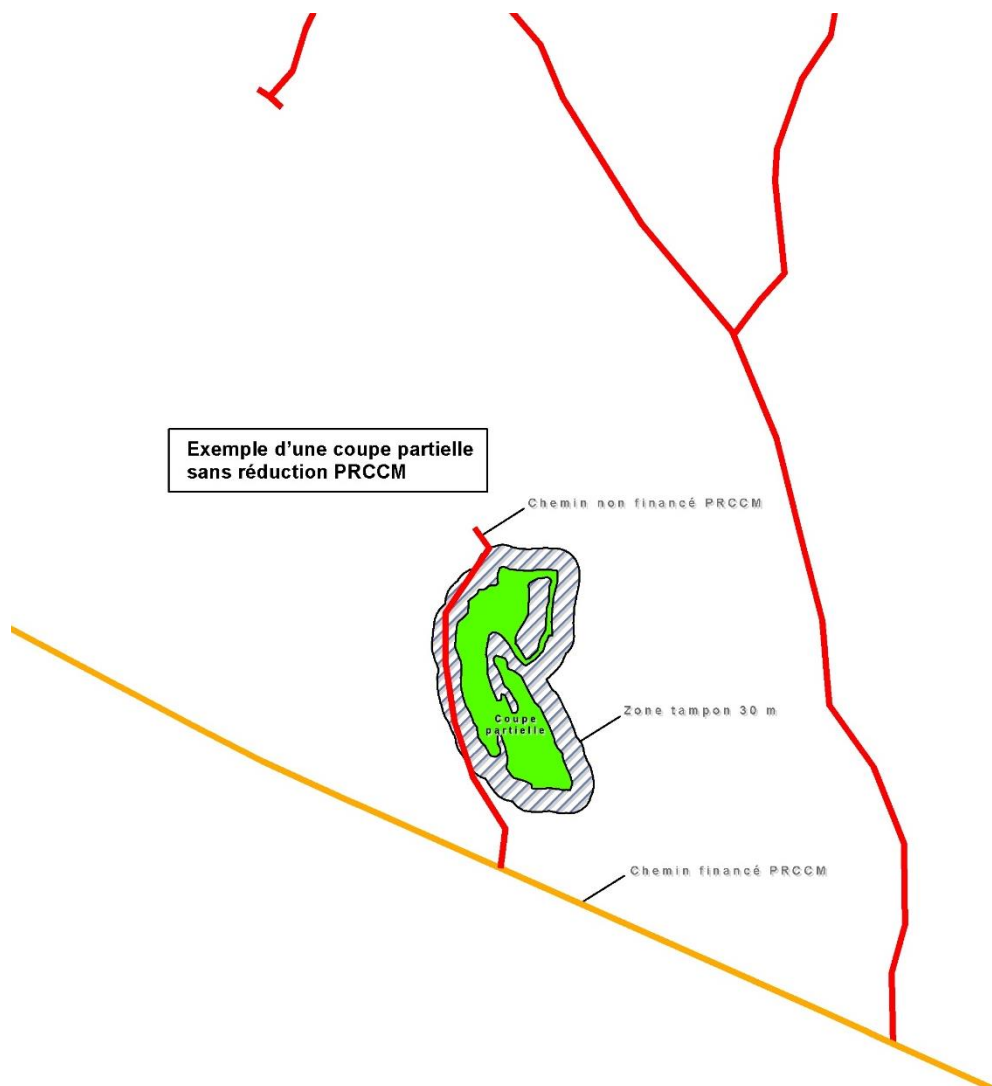 Exemple d'une coupe partielle
sans réduction PRCCM
Chemin non financé PRCCM
Zone tampon 30 m
Coupe
partielle
Chemin financé PRCCM